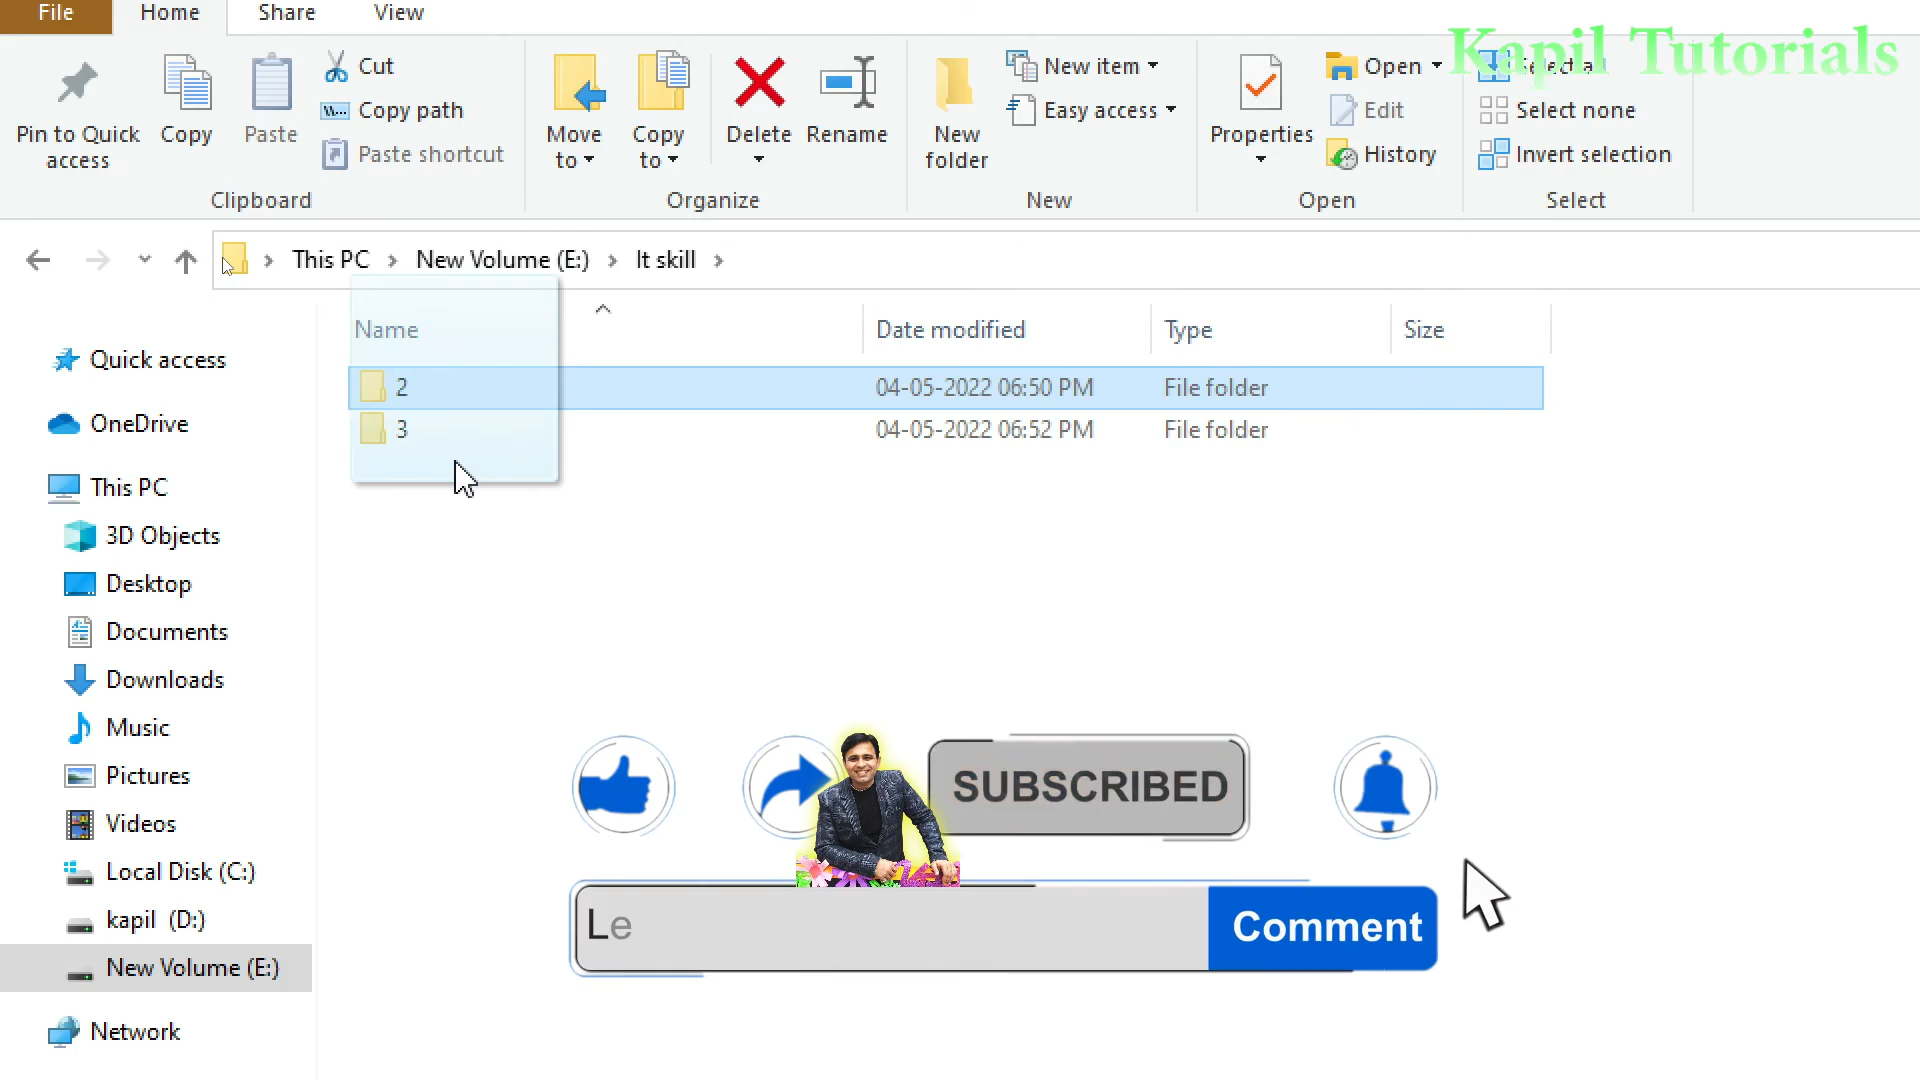 File Home Share View
Kapil Tutorials
Pin to Quick access
Copy
Paste
Cut
Copy path
Paste shortcut
Clipboard
Move to
Copy to
Delete
Rename
Organize
New folder
New item
Easy access
New
Properties
Open
Edit
History
Open
Select all
Select none
Invert selection
Select
This PC > New Volume (E:) > It skill >
Name Date modified Type Size
2 04-05-2022 06:50 PM File folder
3 04-05-2022 06:52 PM File folder
Quick access
OneDrive
This PC
3D Objects
Desktop
Documents
Downloads
Music
Pictures
Videos
Local Disk (C:)
kapil (D:)
New Volume (E:)
Network
SUBSCRIBED
Le
Comment